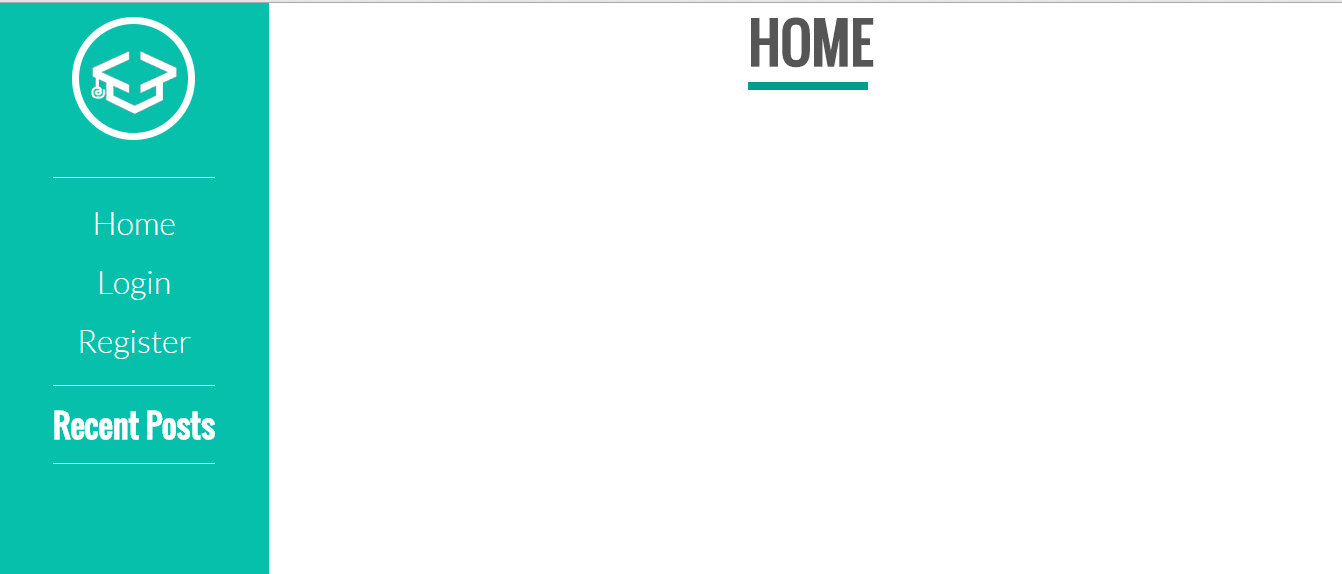 HOME
Home
Login
Register
Recent Posts